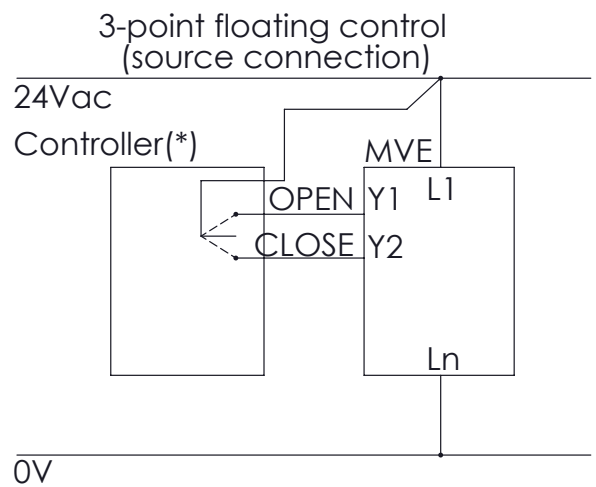 3-point floating control
(source connection)
24Vac
Controller(*)
MVE
L1
OPEN Y1
CLOSE Y2
Ln
0V